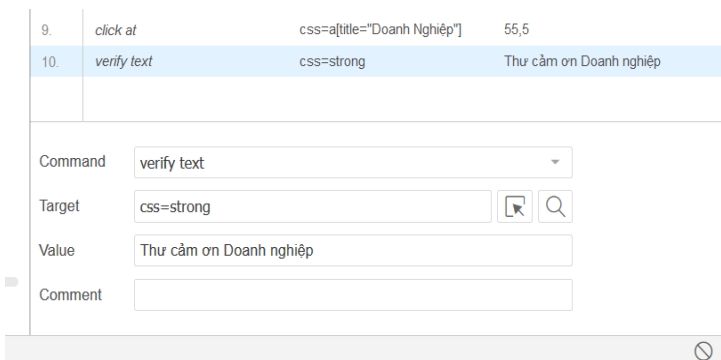 9. click at css=a[title="Doanh Nghiệp"] 55,5
10. verify text css=strong Thư cảm ơn Doanh nghiệp
Command verify text
Target css=strong
Value Thư cảm ơn Doanh nghiệp
Comment